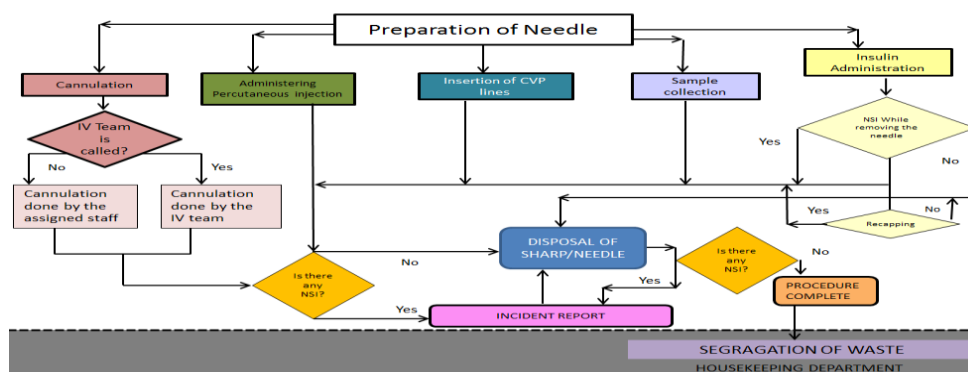 Preparation of Needle
Cannulation
Administering
Percutaneous Injection
Insertion of CVP
lines
Sample
collection
Insulin
Administration
IV Team
is
called?
NSI While
removing the
needle
No
Yes
Yes
No
Cannulation
done by the
assigned staff
Cannulation
done by the
IV team
Yes
No
Recapping
DISPOSAL OF
SHARP/NEEDLE
Is there
any
NSI?
No
Is there
any
NSI?
No
Yes
Yes
PROCEDURE
COMPLETE
INCIDENT REPORT
SEGRAGATION OF WASTE
HOUSEKEEPING DEPARTMENT